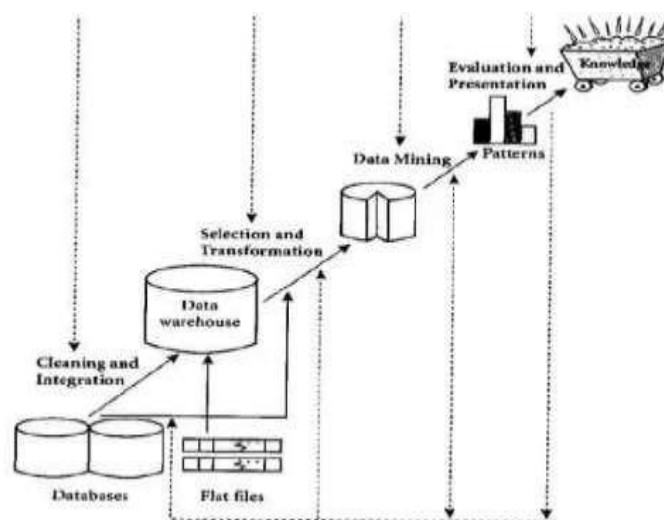 Evaluation and
Presentation
Knowledge
Data Mining
Patterns
Selection and
Transformation
Data
warehouse
Cleaning and
Integration
Databases
Flat files